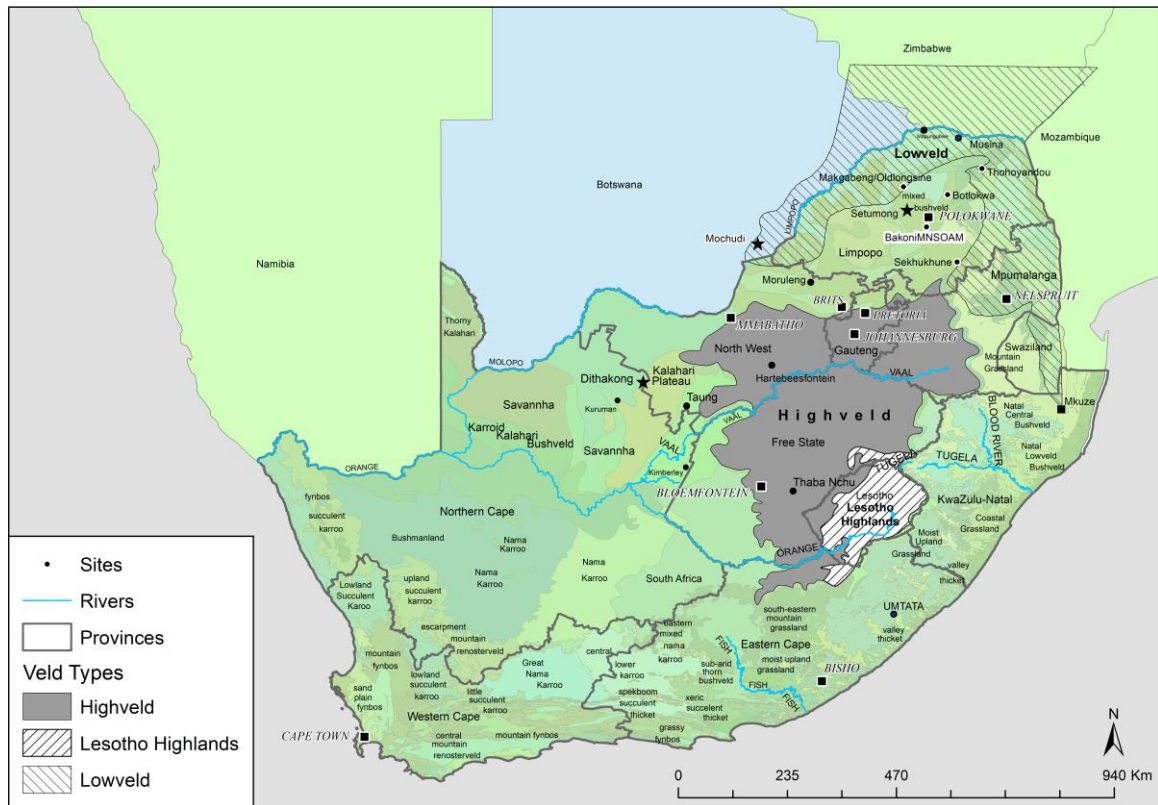 Zimbabwe
Mozambique
Botswana
Namibia
Mapungubwe
Musina
Lowveld
Thohoyandou
Makgabeng/Oldlongsine
mixed
bushveld
Botlokwa
Setumong
POLOKWANE
BakoniMNSOAM
LIMPOPO
Mochudi
Limpopo
Sekhukhune
Moruleng
Mpumalanga
BRITS
NELSPRUIT
PRETORIA
MMABATHO
JOHANNESBURG
Thorny
Kalahari
North West
Gauteng
Swaziland
Mountain
Grassland
MOLOPO
Kalahari
Plateau
Dithakong
Hartebeesfontein
VAAL
Savannha
Kuruman
Taung
Mkuze
Natal
Central
Bushveld
BLOOD RIVER
Highveld
Karroid
Kalahari
Bushveld
VAAL
VAAL
Free State
Savannha
Natal
Lowveld
Bushveld
TUGELA
TUGELA
ORANGE
Kimberley
BLOEMFONTEIN
Thaba Nchu
Lesotho
Lesotho
Highlands
KwaZulu-Natal
Coastal
Grassland
fynbos
succulent
karroo
Northern Cape
Bushmanland
Nama
Karroo
Moist
Upland
Grassland
ORANGE
valley
thicket
Nama
Karroo
South Africa
Lowland
Succulent
Karoo
upland
succulent
karroo
south-eastern
mountain
grassland
UMTATA
escarpment
mountain
renosterveld
eastern
mixed
nama
karroo
FISH
Eastern Cape
valley
thicket
mountain
fynbos
central
lower
karroo
moist upland
grassland
sub-arid
thorn
bushveld
BISHO
lowland
succulent
karroo
Great
Nama
Karroo
little
succulent
karroo
FISH
FISH
sand
plain
fynbos
spekboom
succulent
thicket
xeric
succelent
thicket
Western Cape
grassy
fynbos
CAPE TOWN
central
mountain
renosterveld
mountain fynbos
Sites
Rivers
Provinces
Veld Types
Highveld
Lesotho Highlands
Lowveld
N
0 235 470 940 Km